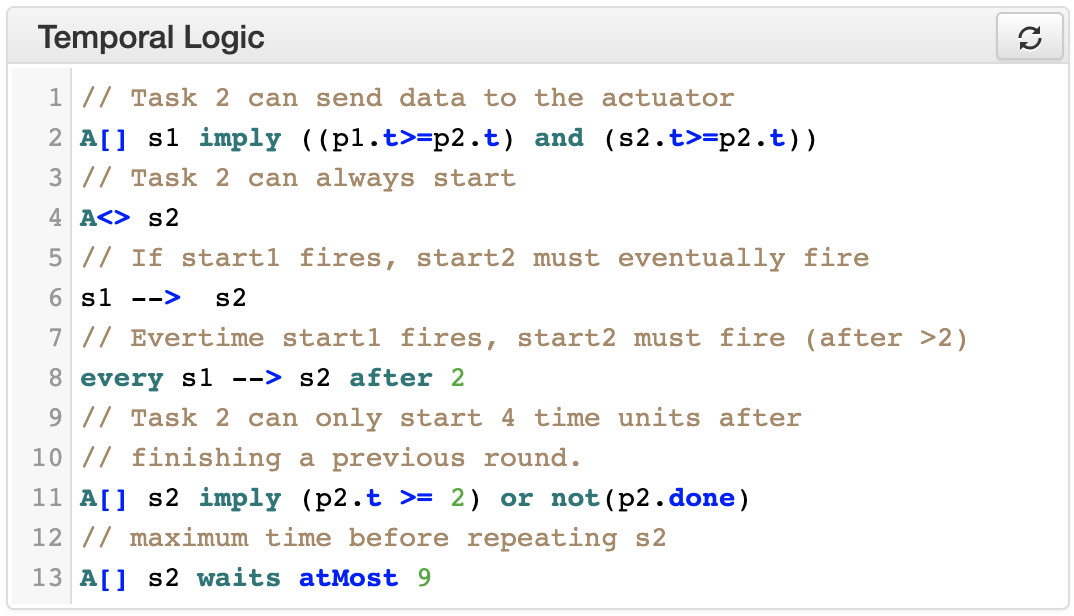 Temporal Logic
1 // Task 2 can send data to the actuator
2 A[] s1 imply ((p1.t>=p2.t) and (s2.t>=p2.t))
3 // Task 2 can always start
4 A<> s2
5 // If start1 fires, start2 must eventually fire
6 s1 -->  s2
7 // Evertime start1 fires, start2 must fire (after >2)
8 every s1 --> s2 after 2
9 // Task 2 can only start 4 time units after
10 // finishing a previous round.
11 A[] s2 imply (p2.t >= 2) or not(p2.done)
12 // maximum time before repeating s2
13 A[] s2 waits atMost 9